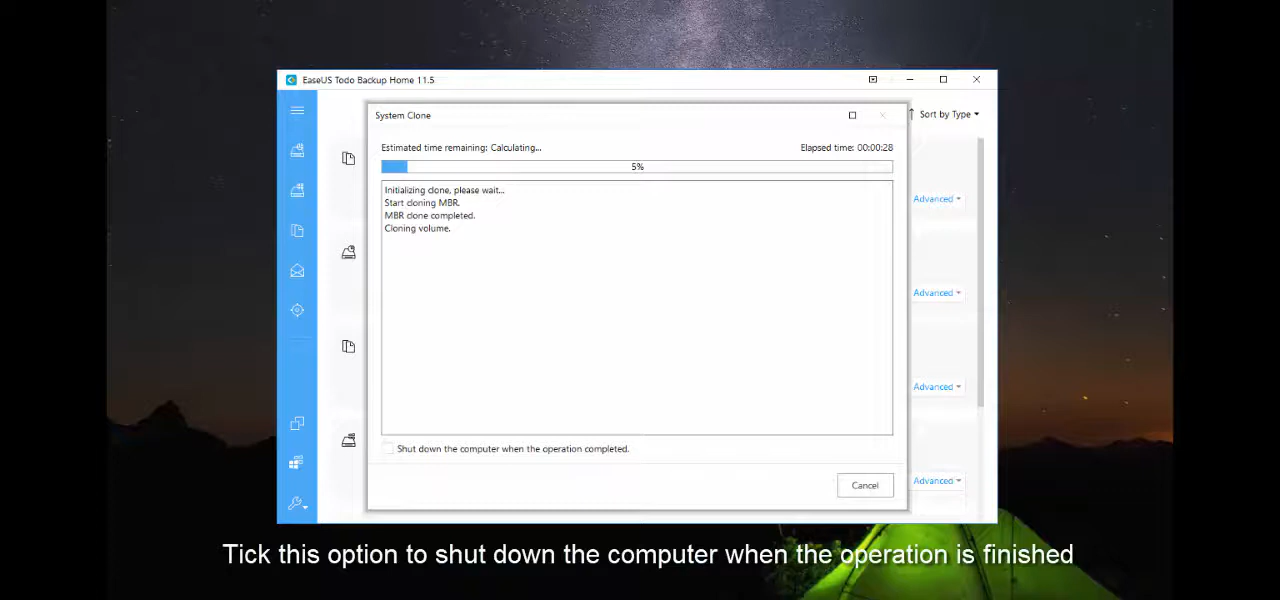 EaseUS Todo Backup Home 11.5
System Clone
Sort by Type
Estimated time remaining: Calculating...
Elapsed time: 00:00:28
5%
Initializing clone, please wait...
Start cloning MBR.
MBR clone completed.
Cloning volume.
Advanced
Advanced
Advanced
Shut down the computer when the operation completed.
Advanced
Cancel
Tick this option to shut down the computer when the operation is finished